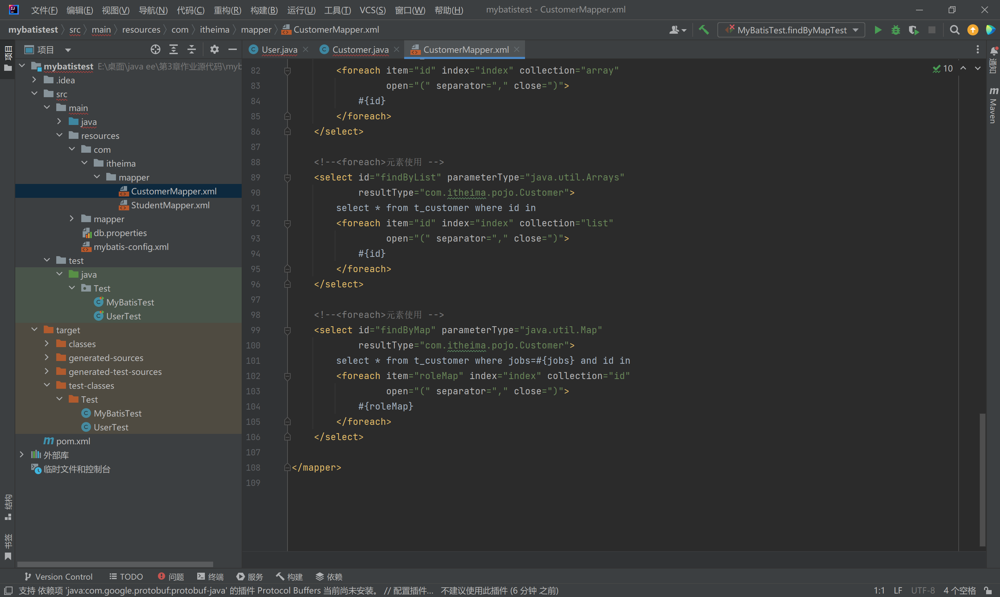 文件(F) 编辑(E) 视图(V) 导航(N) 代码(C) 重构(R) 构建(B) 运行(U) 工具(T) VCS(S) 窗口(W) 帮助(H) mybatistest - CustomerMapper.xml
mybatistest src main resources com itheima mapper CustomerMapper.xml MyBatisTest.findByMapTest
项目
项目
User.java Customer.java CustomerMapper.xml
通知
Maven
10
mybatistest E:\桌面\java ee\第3章作业源代码\myb
.idea
src
main
java
resources
com
itheima
mapper
CustomerMapper.xml
StudentMapper.xml
mapper
db.properties
mybatis-config.xml
test
java
Test
MyBatisTest
UserTest
target
classes
generated-sources
generated-test-sources
test-classes
Test
MyBatisTest
UserTest
pom.xml
外部库
临时文件和控制台
结构
书签
82 <foreach item="id" index="index" collection="array"
83 open="(" separator="," close=")">
84 #{id}
85 </foreach>
86 </select>
87
88 <!--<foreach>元素使用 -->
89 <select id="findByList" parameterType="java.util.Arrays"
90 resultType="com.itheima.pojo.Customer">
91 select * from t_customer where id in
92 <foreach item="id" index="index" collection="list"
93 open="(" separator="," close=")">
94 #{id}
95 </foreach>
96 </select>
97
98 <!--<foreach>元素使用 -->
99 <select id="findByMap" parameterType="java.util.Map"
100 resultType="com.itheima.pojo.Customer">
101 select * from t_customer where jobs=#{jobs} and id in
102 <foreach item="roleMap" index="index" collection="id"
103 open="(" separator="," close=")">
104 #{roleMap}
105 </foreach>
106 </select>
107
108 </mapper>
109
Version Control TODO 问题 终端 服务 构建 依赖
支持 依赖项 'java:com.google.protobuf:protobuf-java' 的插件 Protocol Buffers 当前尚未安装。 // 配置插件... 不建议使用此插件 (6 分钟 之前) 1:1 LF UTF-8 4 个空格